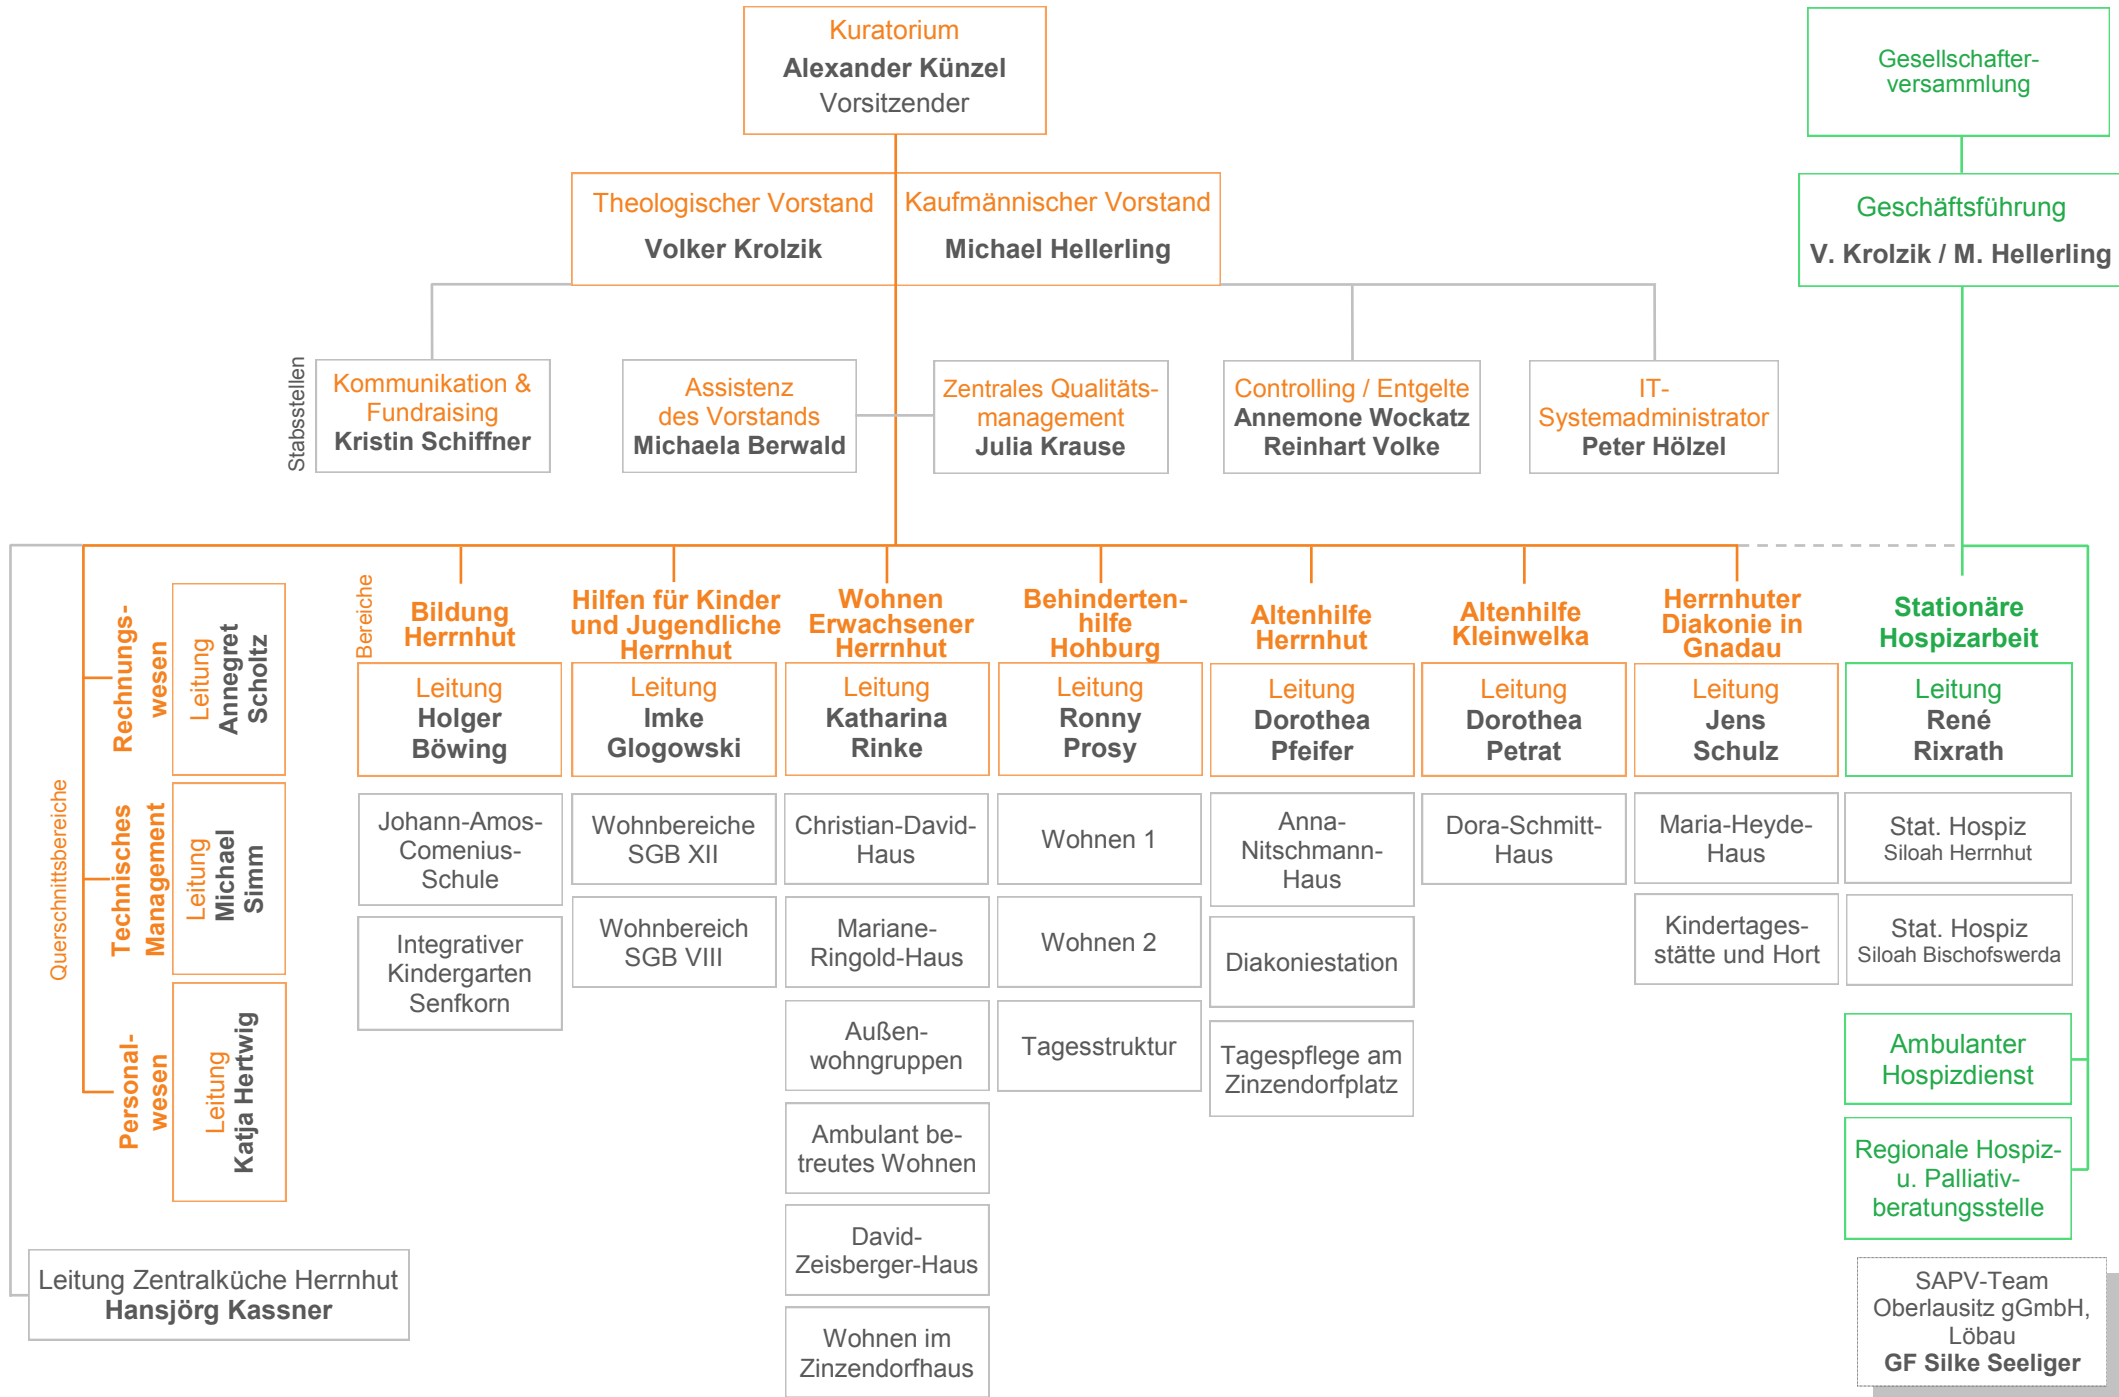 Kuratorium
Alexander Künzel
Vorsitzender
Gesellschafter-
versammlung
Theologischer Vorstand
Volker Krolzik
Kaufmännischer Vorstand
Michael Hellerling
Geschäftsführung
V. Krolzik / M. Hellerling
Stabsstellen
Kommunikation &
Fundraising
Kristin Schiffner
Assistenz
des Vorstands
Michaela Berwald
Zentrales Qualitäts-
management
Julia Krause
Controlling / Entgelte
Annemone Wockatz
Reinhart Volke
IT-
Systemadministrator
Peter Hölzel
Querschnittsbereiche
Rechnungs-
wesen
Leitung
Annegret
Scholtz
Technisches
Management
Leitung
Michael
Simm
Personal-
wesen
Leitung
Katja Hertwig
Leitung Zentralküche Herrnhut
Hansjörg Kassner
Bereiche
Bildung
Herrnhut
Leitung
Holger
Böwing
Johann-Amos-
Comenius-
Schule
Integrativer
Kindergarten
Senfkorn
Hilfen für Kinder
und Jugendliche
Herrnhut
Leitung
Imke
Glogowski
Wohnbereiche
SGB XII
Wohnbereich
SGB VIII
Wohnen
Erwachsener
Herrnhut
Leitung
Katharina
Rinke
Christian-David-
Haus
Mariane-
Ringold-Haus
Außen-
wohngruppen
Ambulant be-
treutes Wohnen
David-
Zeisberger-Haus
Wohnen im
Zinzendorfhaus
Behinderten-
hilfe
Hohburg
Leitung
Ronny
Prosy
Wohnen 1
Wohnen 2
Tagesstruktur
Altenhilfe
Herrnhut
Leitung
Dorothea
Pfeifer
Anna-
Nitschmann-
Haus
Diakoniestation
Tagespflege am
Zinzendorfplatz
Altenhilfe
Kleinwelka
Leitung
Dorothea
Petrat
Dora-Schmitt-
Haus
Herrnhuter
Diakonie in
Gnadau
Leitung
Jens
Schulz
Maria-Heyde-
Haus
Kindertages-
stätte und Hort
Stationäre
Hospizarbeit
Leitung
René
Rixrath
Stat. Hospiz
Siloah Herrnhut
Stat. Hospiz
Siloah Bischofswerda
Ambulanter
Hospizdienst
Regionale Hospiz-
u. Palliativ-
beratungsstelle
SAPV-Team
Oberlausitz gGmbH,
Löbau
GF Silke Seeliger